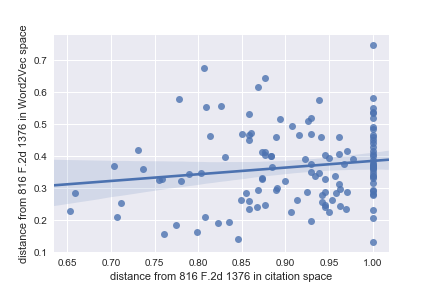 distance from 816 F.2d 1376 in Word2Vec space
0.7
0.6
0.5
0.4
0.3
0.2
0.1
0.65 0.70 0.75 0.80 0.85 0.90 0.95 1.00
distance from 816 F.2d 1376 in citation space